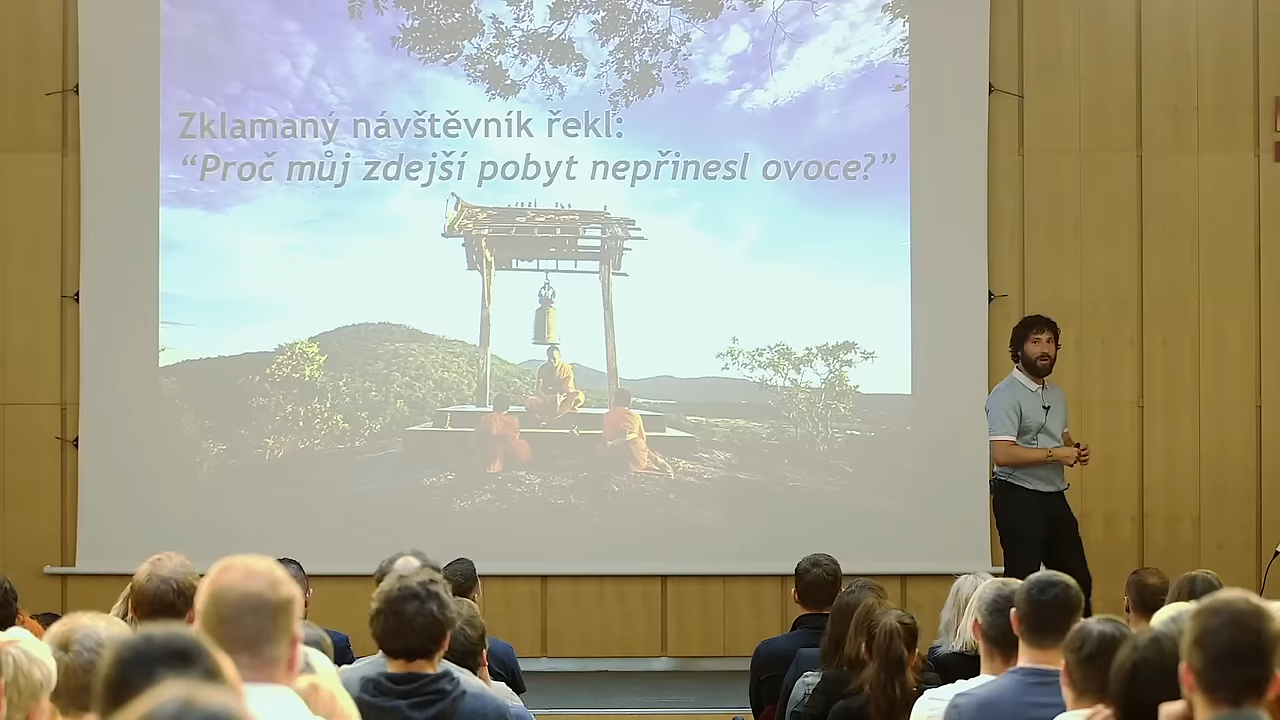 Zklamaný návštěvník řekl:
“Proč můj zdejší pobyt nepřinesl ovoce?”